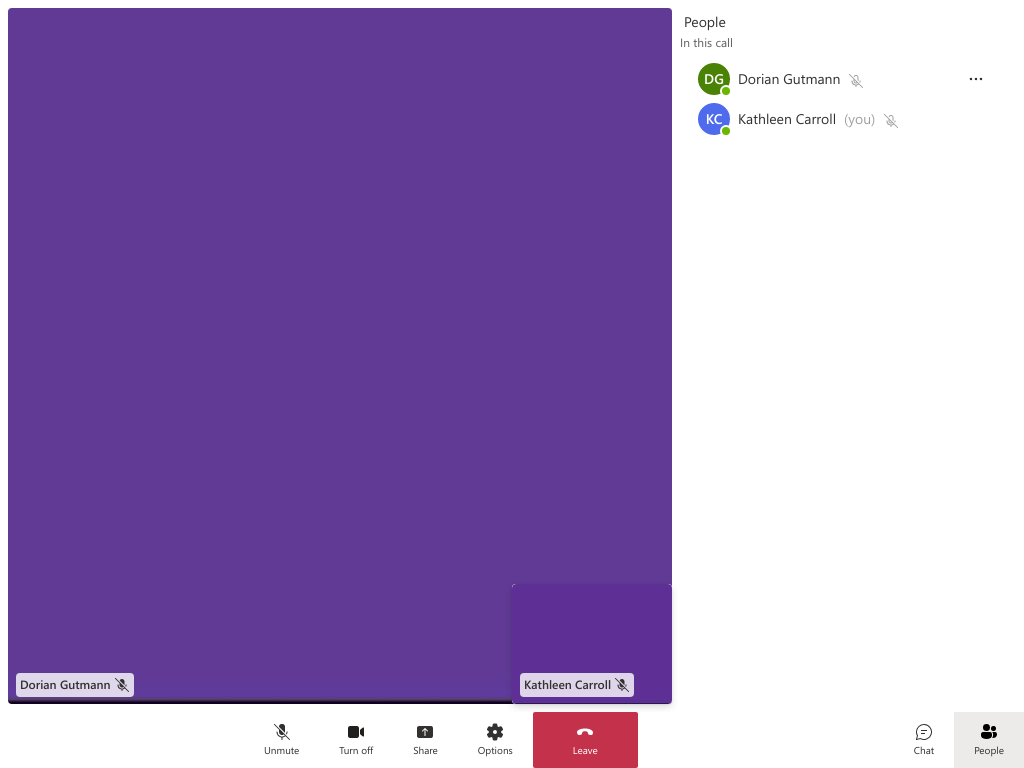 People
In this call
DG Dorian Gutmann
KC Kathleen Carroll (you)
Dorian Gutmann
Kathleen Carroll
Unmute Turn off Share Options Leave Chat People